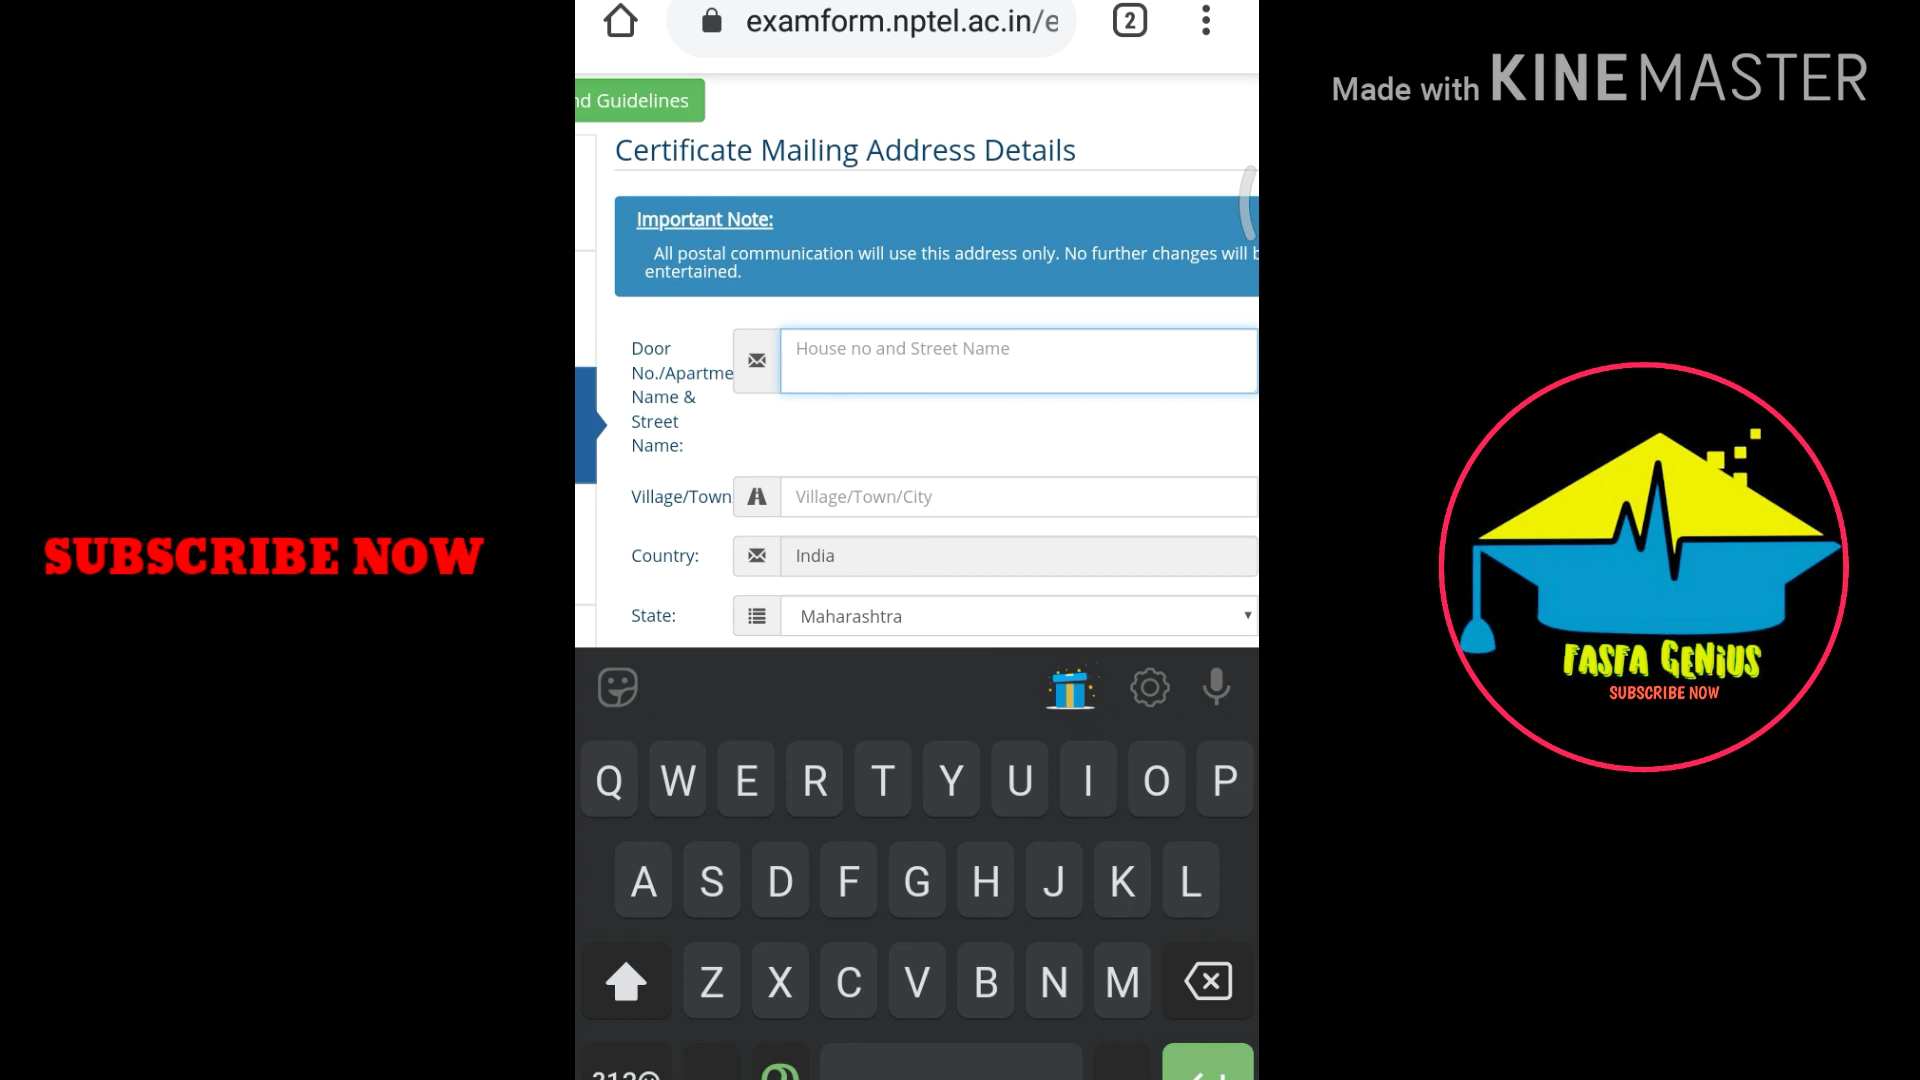 examform.nptel.ac.in/e
2
Made with KINEMASTER
nd Guidelines
Certificate Mailing Address Details
Important Note:
All postal communication will use this address only. No further changes will b
entertained.
Door
No./Apartme
Name &
Street
Name:
House no and Street Name
Village/Town
Village/Town/City
Country:
India
State:
Maharashtra
SUBSCRIBE NOW
FASFA GENIUS
SUBSCRIBE NOW
Q W E R T Y U I O P
A S D F G H J K L
Z X C V B N M